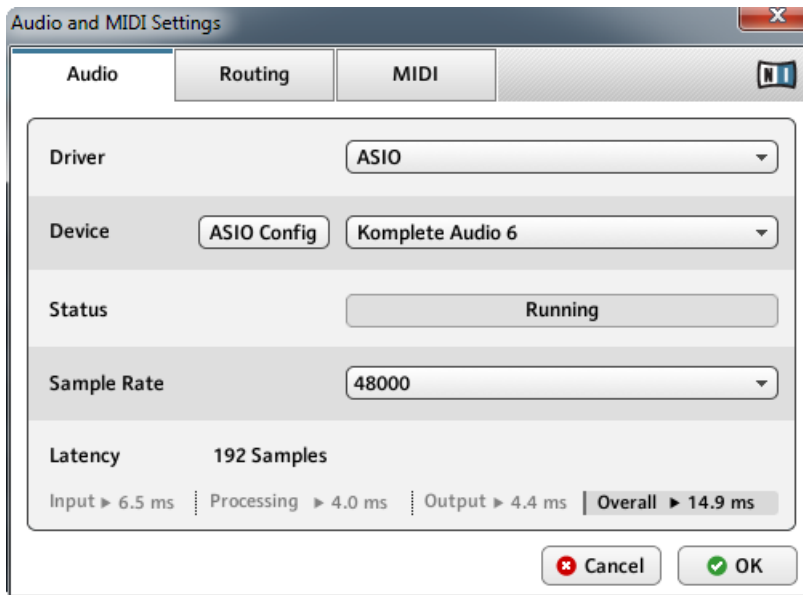 Audio and MIDI Settings
x
Audio Routing MIDI NI
Driver ASIO
Device ASIO Config Komplete Audio 6
Status Running
Sample Rate 48000
Latency 192 Samples
Input ▸ 6.5 ms Processing ▸ 4.0 ms Output ▸ 4.4 ms Overall ▸ 14.9 ms
Cancel OK